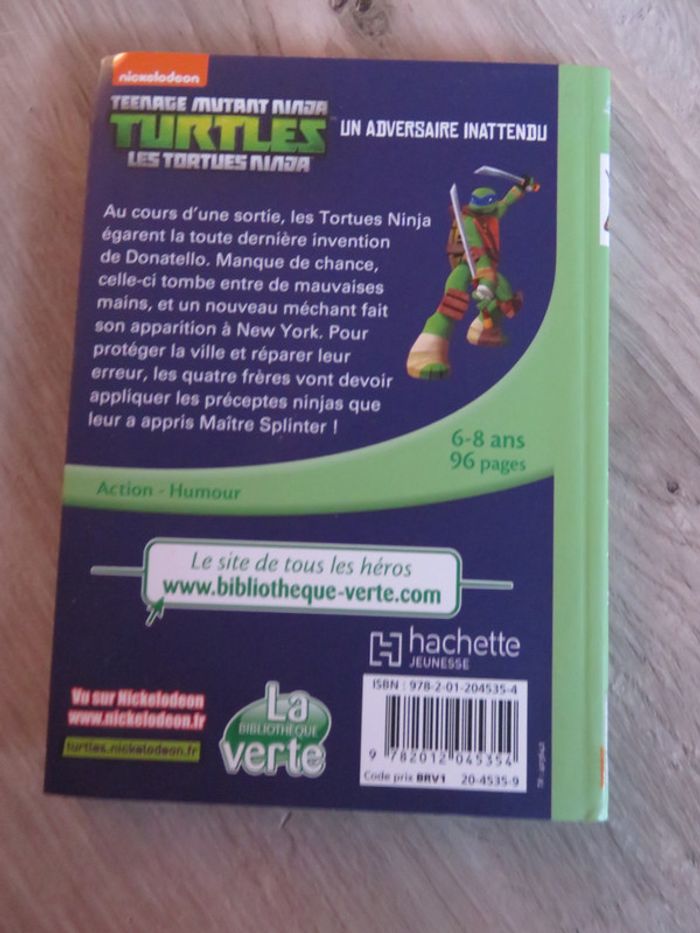 nickelodeon
TEENAGE MUTANT NINJA
TURTLES
LES TORTUES NINJA
UN ADVERSAIRE INATTENDU
Au cours d'une sortie, les Tortues Ninja
égarent la toute dernière invention
de Donatello. Manque de chance,
celle-ci tombe entre de mauvaises
mains, et un nouveau méchant fait
son apparition à New York. Pour
protéger la ville et réparer leur
erreur, les quatre frères vont devoir
appliquer les préceptes ninjas que
leur a appris Maître Splinter !
6-8 ans
96 pages
Action - Humour
Le site de tous les héros
www.bibliotheque-verte.com
hachette
JEUNESSE
ISBN : 978-2-01-204535-4
9 782012 045354
Code prix BRV1 20-4535-9
Vu sur Nickelodeon
www.nickelodeon.fr
turtles.nickelodeon.fr
La
BIBLIOTHÈQUE
verte